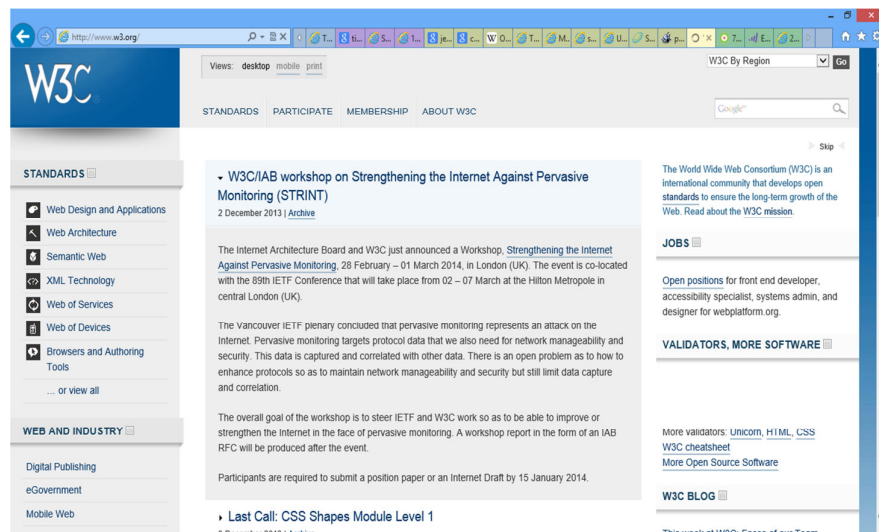 http://www.w3.org/
W3C
Views: desktop mobile print
W3C By Region
Go
STANDARDS PARTICIPATE MEMBERSHIP ABOUT W3C
Google
Skip
STANDARDS
Web Design and Applications
Web Architecture
Semantic Web
XML Technology
Web of Services
Web of Devices
Browsers and Authoring
Tools
... or view all
WEB AND INDUSTRY
Digital Publishing
eGovernment
Mobile Web
W3C/IAB workshop on Strengthening the Internet Against Pervasive
Monitoring (STRINT)
2 December 2013 | Archive
The Internet Architecture Board and W3C just announced a Workshop, Strengthening the Internet
Against Pervasive Monitoring, 28 February – 01 March 2014, in London (UK). The event is co-located
with the 89th IETF Conference that will take place from 02 – 07 March at the Hilton Metropole in
central London (UK).
The Vancouver IETF plenary concluded that pervasive monitoring represents an attack on the
Internet. Pervasive monitoring targets protocol data that we also need for network manageability and
security. This data is captured and correlated with other data. There is an open problem as to how to
enhance protocols so as to maintain network manageability and security but still limit data capture
and correlation.
The overall goal of the workshop is to steer IETF and W3C work so as to be able to improve or
strengthen the Internet in the face of pervasive monitoring. A workshop report in the form of an IAB
RFC will be produced after the event.
Participants are required to submit a position paper or an Internet Draft by 15 January 2014.
Last Call: CSS Shapes Module Level 1
The World Wide Web Consortium (W3C) is an
international community that develops open
standards to ensure the long-term growth of the
Web. Read about the W3C mission.
JOBS
Open positions for front end developer,
accessibility specialist, systems admin, and
designer for webplatform.org.
VALIDATORS, MORE SOFTWARE
More validators: Unicorn, HTML, CSS
W3C cheatsheet
More Open Source Software
W3C BLOG